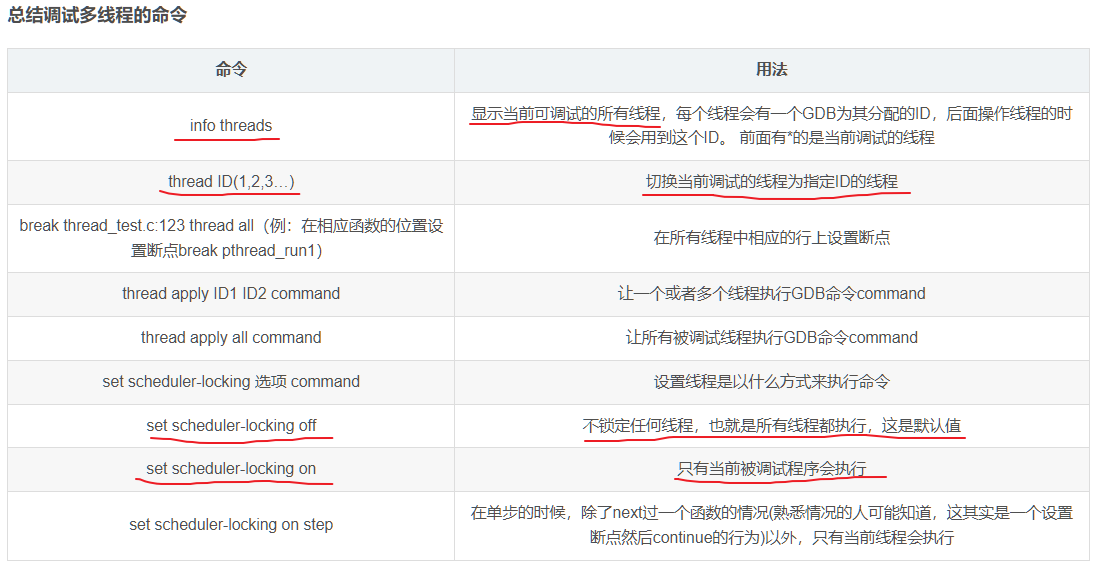 总结调试多线程的命令
命令
用法
info threads
显示当前可调试的所有线程，每个线程会有一个GDB为其分配的ID，后面操作线程的时
候会用到这个ID。 前面有*的是当前调试的线程
thread ID(1,2,3…)
切换当前调试的线程为指定ID的线程
break thread_test.c:123 thread all（例：在相应函数的位置设
置断点break pthread_run1）
在所有线程中相应的行上设置断点
thread apply ID1 ID2 command
让一个或者多个线程执行GDB命令command
thread apply all command
让所有被调试线程执行GDB命令command
set scheduler-locking 选项 command
设置线程是以什么方式来执行命令
set scheduler-locking off
不锁定任何线程，也就是所有线程都执行，这是默认值
set scheduler-locking on
只有当前被调试程序会执行
set scheduler-locking on step
在单步的时候，除了next过一个函数的情况(熟悉情况的人可能知道，这其实是一个设置
断点然后continue的行为)以外，只有当前线程会执行